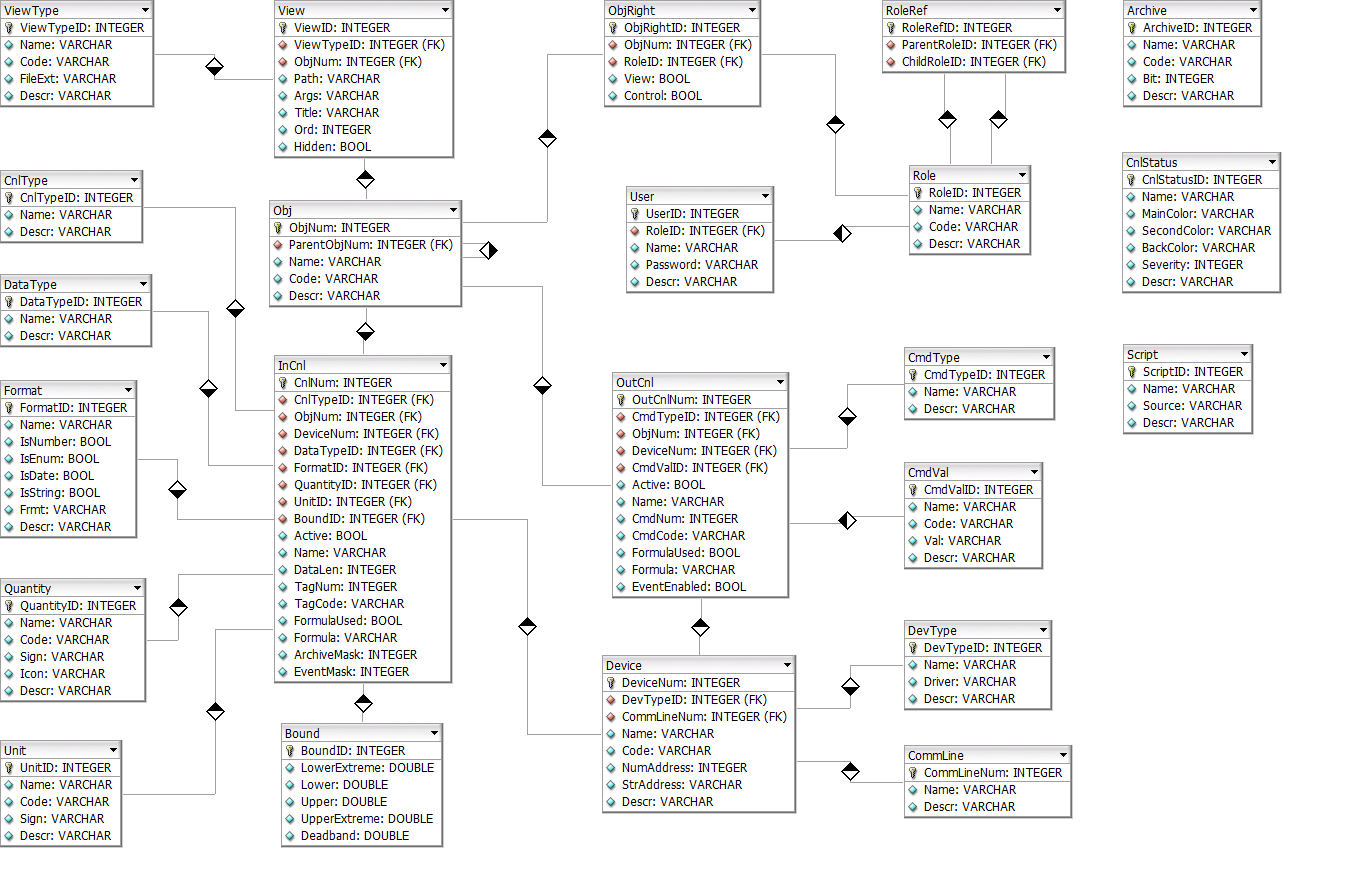 ViewType
ViewTypeID: INTEGER
Name: VARCHAR
Code: VARCHAR
FileExt: VARCHAR
Descr: VARCHAR
View
ViewID: INTEGER
ViewTypeID: INTEGER (FK)
ObjNum: INTEGER (FK)
Path: VARCHAR
Args: VARCHAR
Title: VARCHAR
Ord: INTEGER
Hidden: BOOL
ObjRight
ObjRightID: INTEGER
ObjNum: INTEGER (FK)
RoleID: INTEGER (FK)
View: BOOL
Control: BOOL
RoleRef
RoleRefID: INTEGER
ParentRoleID: INTEGER (FK)
ChildRoleID: INTEGER (FK)
Archive
ArchiveID: INTEGER
Name: VARCHAR
Code: VARCHAR
Bit: INTEGER
Descr: VARCHAR
CnlType
CnlTypeID: INTEGER
Name: VARCHAR
Descr: VARCHAR
Obj
ObjNum: INTEGER
ParentObjNum: INTEGER (FK)
Name: VARCHAR
Code: VARCHAR
Descr: VARCHAR
User
UserID: INTEGER
RoleID: INTEGER (FK)
Name: VARCHAR
Password: VARCHAR
Descr: VARCHAR
Role
RoleID: INTEGER
Name: VARCHAR
Code: VARCHAR
Descr: VARCHAR
CnlStatus
CnlStatusID: INTEGER
Name: VARCHAR
MainColor: VARCHAR
SecondColor: VARCHAR
BackColor: VARCHAR
Severity: INTEGER
Descr: VARCHAR
DataType
DataTypeID: INTEGER
Name: VARCHAR
Descr: VARCHAR
Format
FormatID: INTEGER
Name: VARCHAR
IsNumber: BOOL
IsEnum: BOOL
IsDate: BOOL
IsString: BOOL
Frmt: VARCHAR
Descr: VARCHAR
InCnl
CnlNum: INTEGER
CnlTypeID: INTEGER (FK)
ObjNum: INTEGER (FK)
DeviceNum: INTEGER (FK)
DataTypeID: INTEGER (FK)
FormatID: INTEGER (FK)
QuantityID: INTEGER (FK)
UnitID: INTEGER (FK)
BoundID: INTEGER (FK)
Active: BOOL
Name: VARCHAR
DataLen: INTEGER
TagNum: INTEGER
TagCode: VARCHAR
FormulaUsed: BOOL
Formula: VARCHAR
ArchiveMask: INTEGER
EventMask: INTEGER
OutCnl
OutCnlNum: INTEGER
CmdTypeID: INTEGER (FK)
ObjNum: INTEGER (FK)
DeviceNum: INTEGER (FK)
CmdValID: INTEGER (FK)
Active: BOOL
Name: VARCHAR
CmdNum: INTEGER
CmdCode: VARCHAR
FormulaUsed: BOOL
Formula: VARCHAR
EventEnabled: BOOL
CmdType
CmdTypeID: INTEGER
Name: VARCHAR
Descr: VARCHAR
Script
ScriptID: INTEGER
Name: VARCHAR
Source: VARCHAR
Descr: VARCHAR
CmdVal
CmdValID: INTEGER
Name: VARCHAR
Code: VARCHAR
Val: VARCHAR
Descr: VARCHAR
Quantity
QuantityID: INTEGER
Name: VARCHAR
Code: VARCHAR
Sign: VARCHAR
Icon: VARCHAR
Descr: VARCHAR
Unit
UnitID: INTEGER
Name: VARCHAR
Code: VARCHAR
Sign: VARCHAR
Descr: VARCHAR
Bound
BoundID: INTEGER
LowerExtreme: DOUBLE
Lower: DOUBLE
Upper: DOUBLE
UpperExtreme: DOUBLE
Deadband: DOUBLE
Device
DeviceNum: INTEGER
DevTypeID: INTEGER (FK)
CommLineNum: INTEGER (FK)
Name: VARCHAR
Code: VARCHAR
NumAddress: INTEGER
StrAddress: VARCHAR
Descr: VARCHAR
DevType
DevTypeID: INTEGER
Name: VARCHAR
Driver: VARCHAR
Descr: VARCHAR
CommLine
CommLineNum: INTEGER
Name: VARCHAR
Descr: VARCHAR